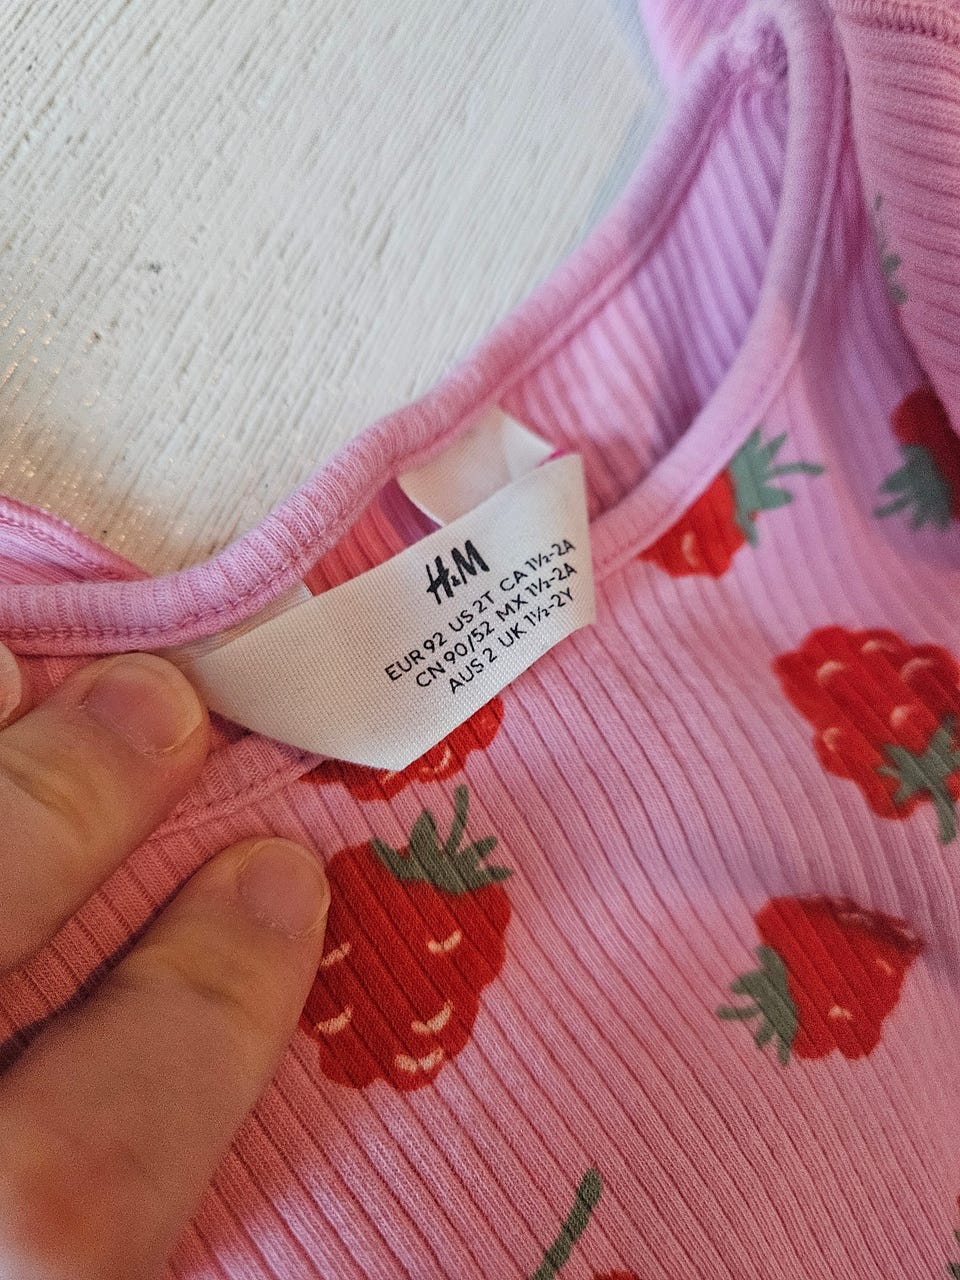 H&M
EUR 92 US 2T CA 1½-2A
CN 90/52 MX 1½-2A
AUS 2 UK 1½-2Y